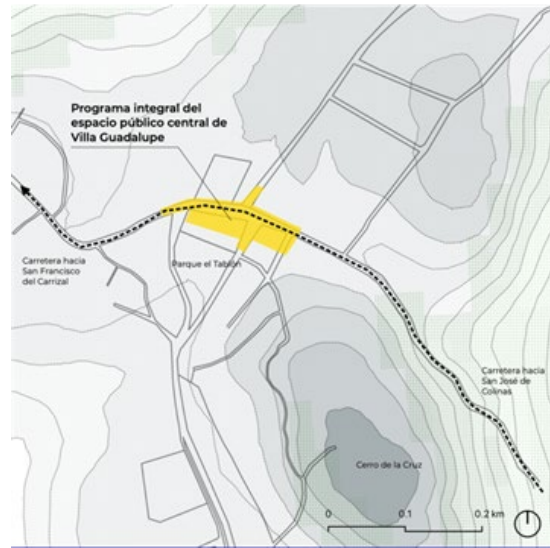 Programa integral del
espacio público central de
Villa Guadalupe
Carretera hacia
San Francisco
del Carrizal
Parque el Tablón
Carretera hacia
San José de
Colinas
Cerro de la Cruz
0 0.1 0.2 km